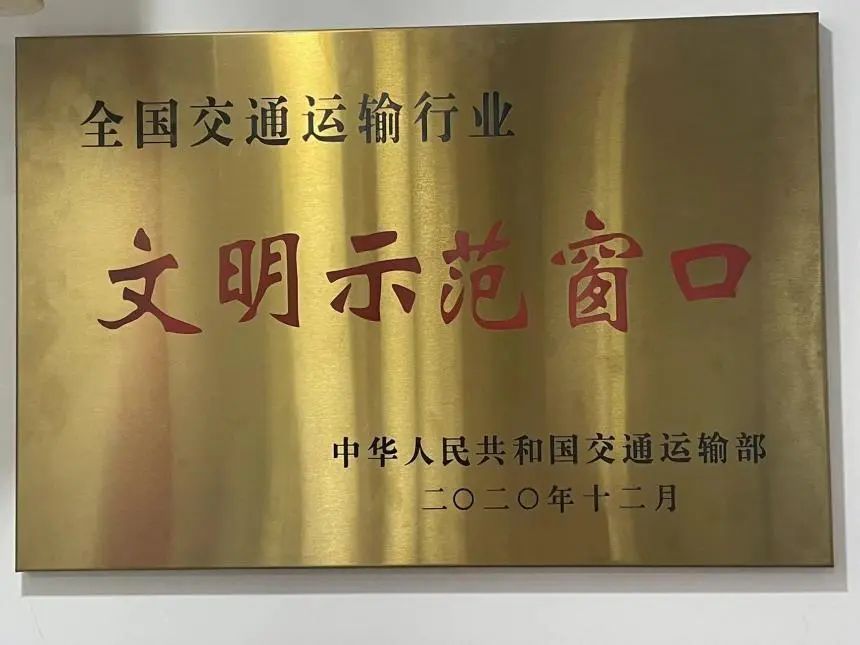 全国交通运输行业
文明示范窗口
中华人民共和国交通运输部
二〇二〇年十二月